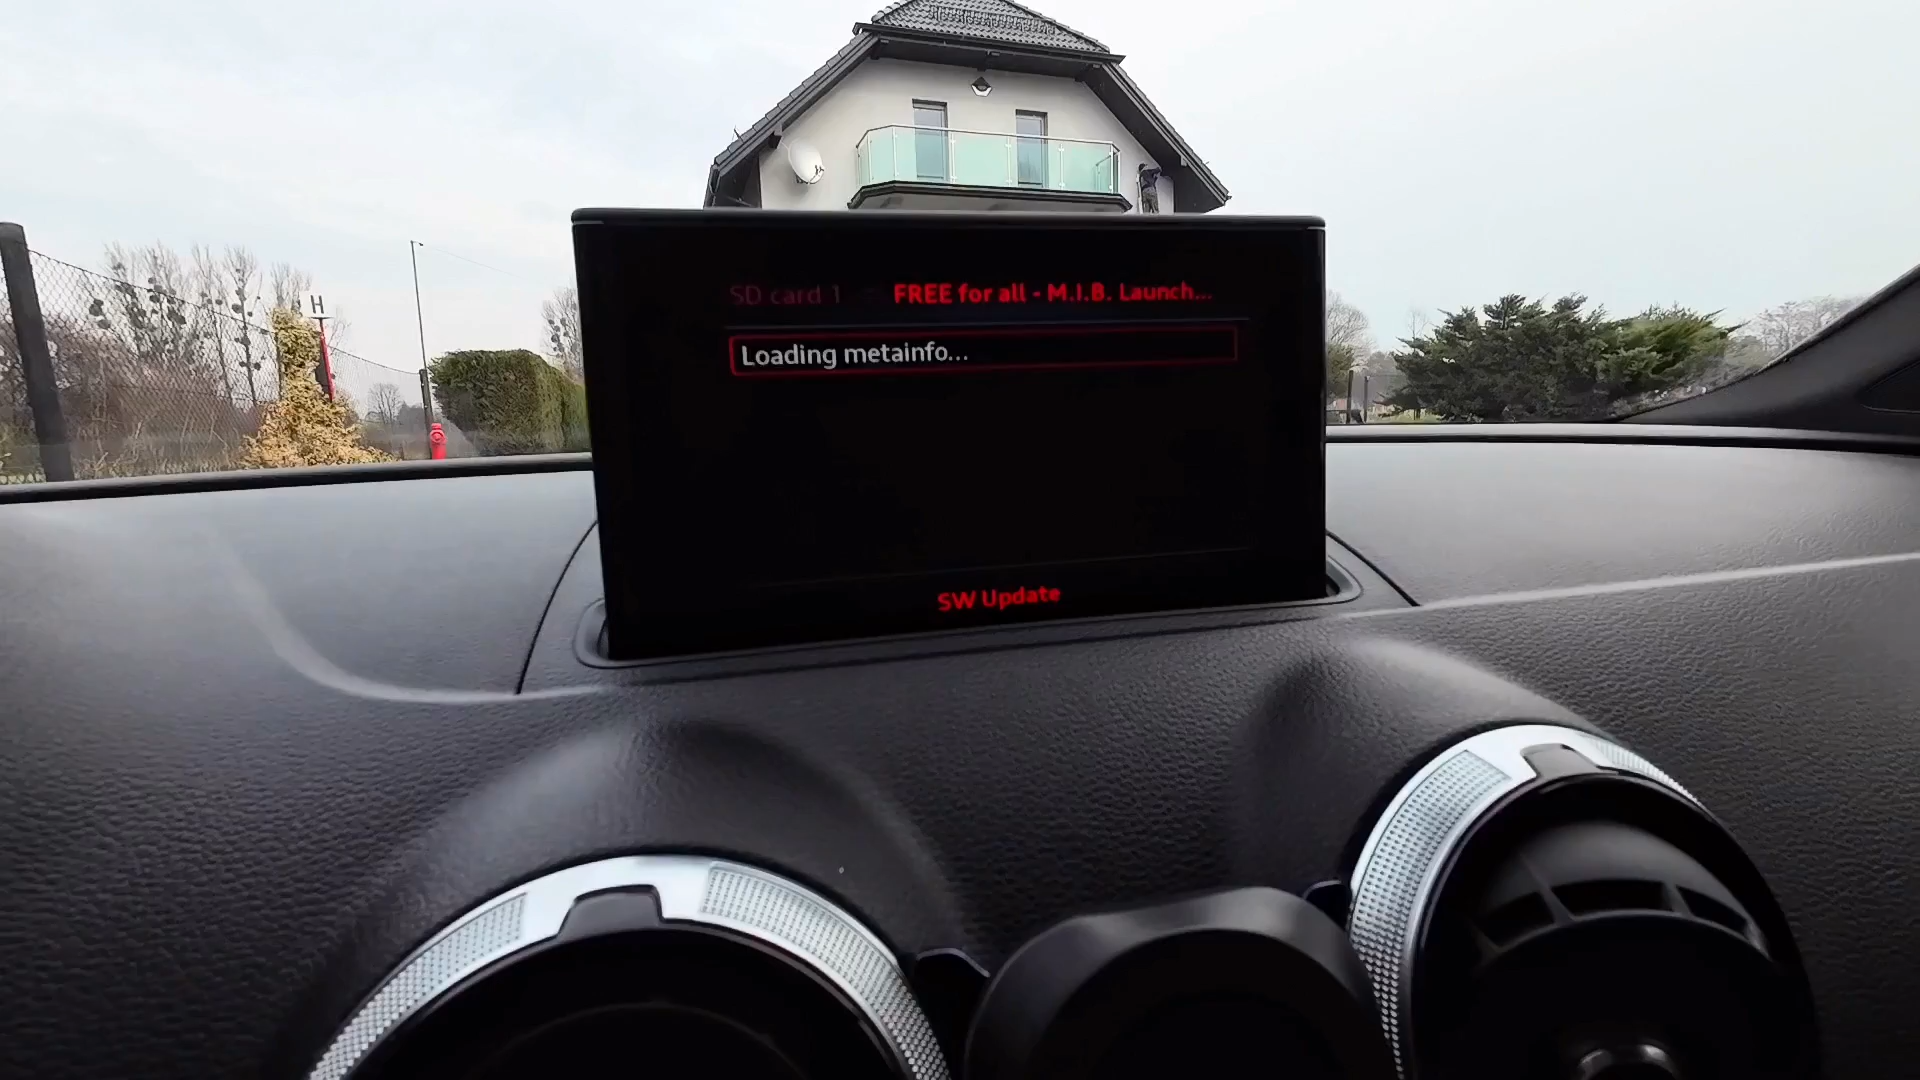 H
SD card 1 FREE for all - M.I.B. Launch...
Loading metainfo...
SW Update